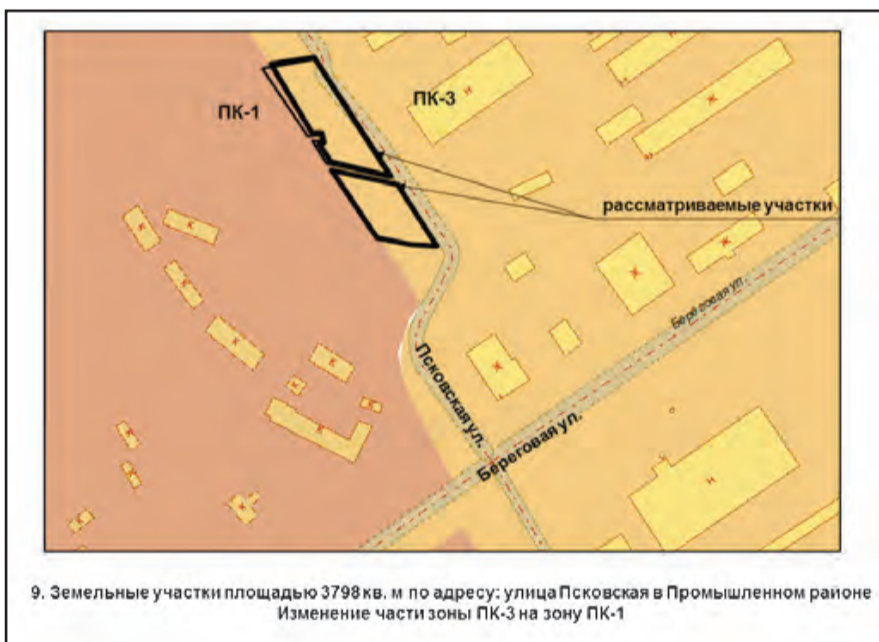 ПК-1
ПК-3
Н
Ж
рассматриваемые участки
Ж
Ж
Береговая ул.
К
К
К
К
К
К
К
К
К
К
К
К
Ж
Псковская ул.
Береговая ул.
Н
9. Земельные участки площадью 3798 кв. м по адресу: улица Псковская в Промышленном районе
Изменение части зоны ПК-3 на зону ПК-1